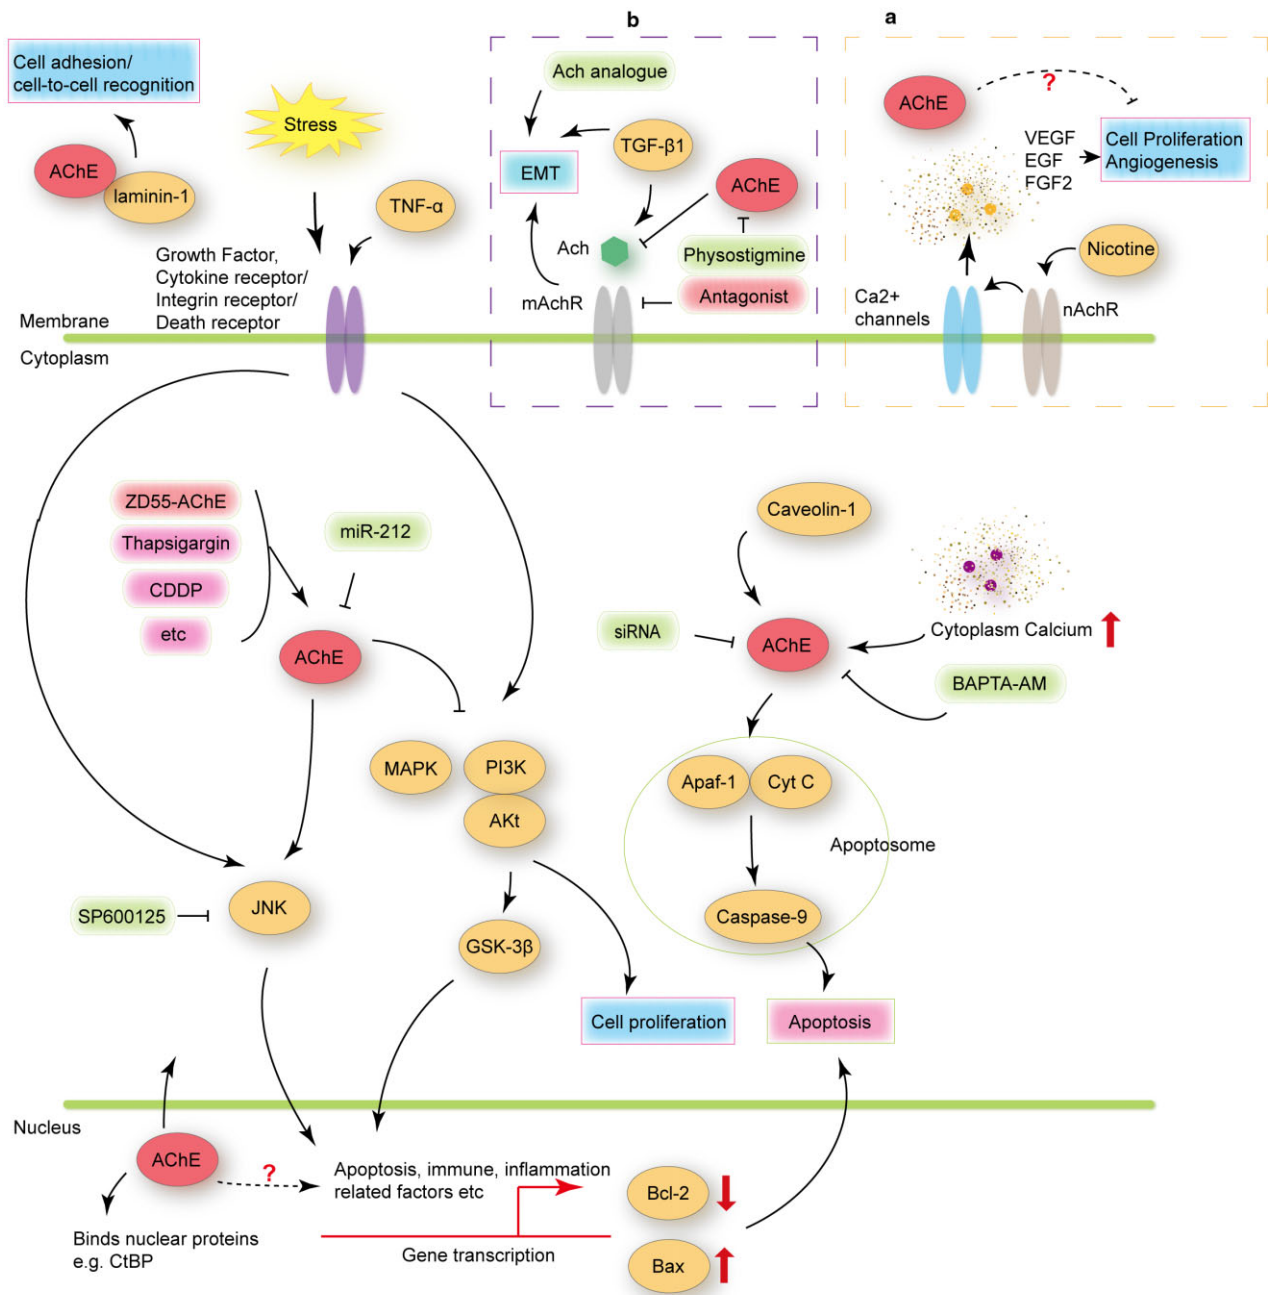 b
a
Cell adhesion/
cell-to-cell recognition
AChE
laminin-1
Stress
TNF-α
Growth Factor,
Cytokine receptor/
Integrin receptor/
Death receptor
Membrane
Cytoplasm
Ach analogue
TGF-β1
EMT
AChE
Ach
Physostigmine
mAchR
Antagonist
AChE
?
VEGF
EGF
FGF2
Cell Proliferation
Angiogenesis
Nicotine
Ca2+
channels
nAchR
ZD55-AChE
Thapsigargin
CDDP
etc
miR-212
AChE
MAPK
PI3K
AKt
JNK
SP600125
GSK-3β
Cell proliferation
Caveolin-1
siRNA
AChE
Cytoplasm Calcium
BAPTA-AM
Apaf-1
Cyt C
Apoptosome
Caspase-9
Apoptosis
Nucleus
AChE
?
Binds nuclear proteins
e.g. CtBP
Apoptosis, immune, inflammation
related factors etc
Gene transcription
Bcl-2
Bax